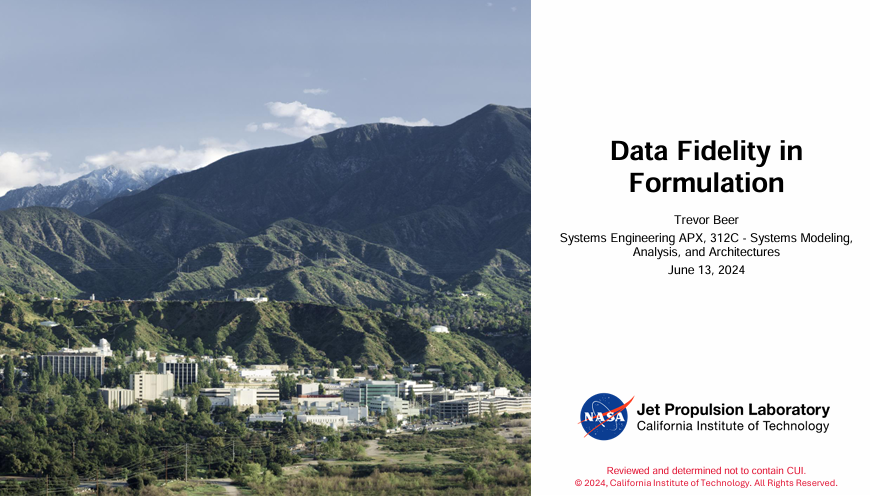 Data Fidelity in
Formulation
Trevor Beer
Systems Engineering APX, 312C - Systems Modeling,
Analysis, and Architectures
June 13, 2024
NASA
Jet Propulsion Laboratory
California Institute of Technology
Reviewed and determined not to contain CUI.
© 2024, California Institute of Technology. All Rights Reserved.